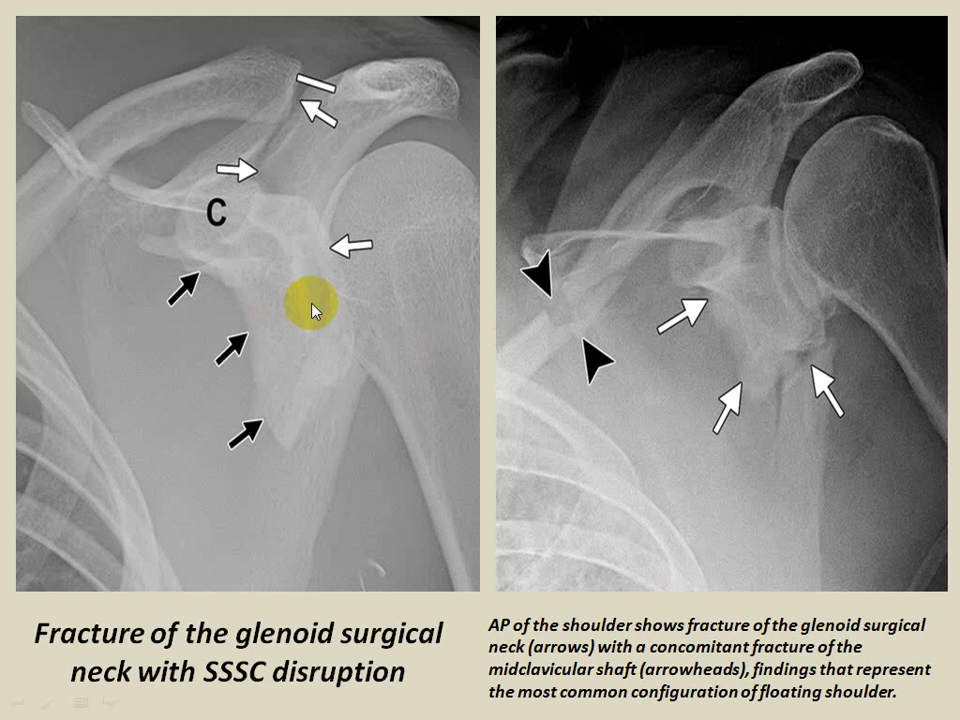 C
Fracture of the glenoid surgical
neck with SSSC disruption
AP of the shoulder shows fracture of the glenoid surgical
neck (arrows) with a concomitant fracture of the
midclavicular shaft (arrowheads), findings that represent
the most common configuration of floating shoulder.